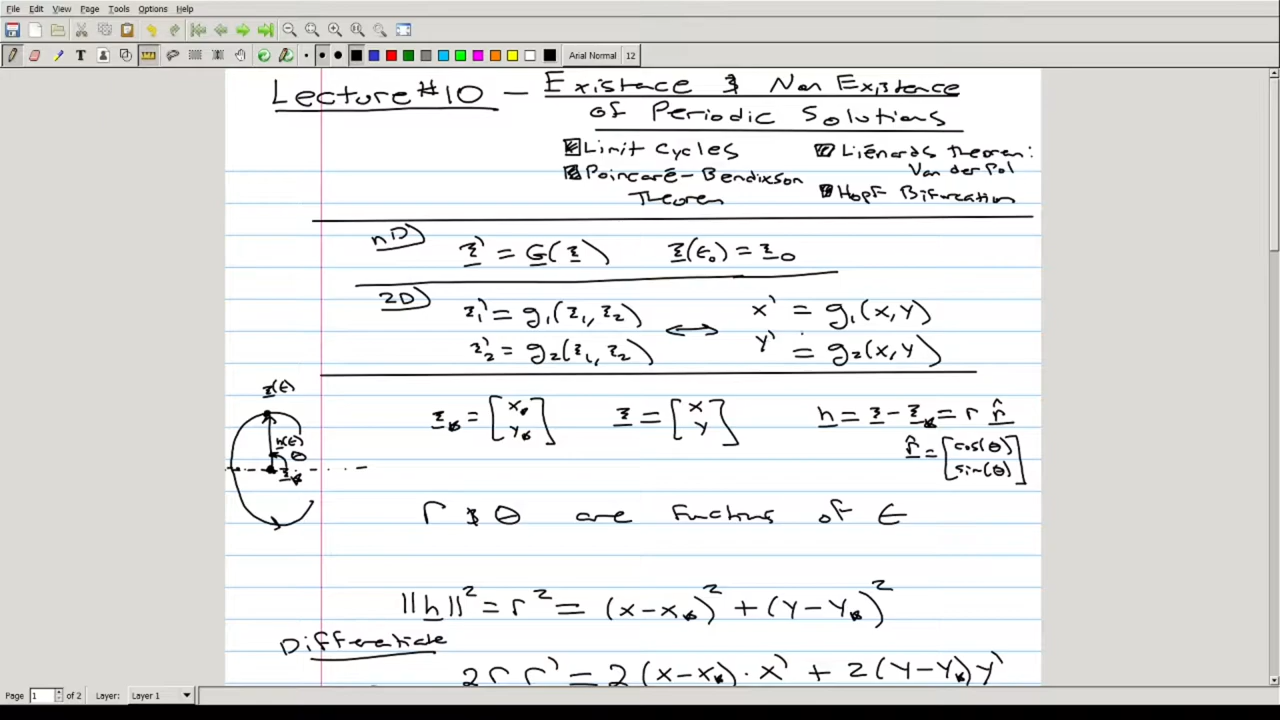 File Edit View Page Tools Options Help
Arial Normal 12
Lecture #10 - Existence & Non Existence
of Periodic Solutions
Limit Cycles
Poincaré-Bendixson
Theorem
Liénards Theorem:
Van der Pol
Hopf Bifurcation
nD) z' = G(z) z(t₀) = z₀
2D) z₁' = g₁(z₁, z₂) ↔ x' = g₁(x, y)
z₂' = g₂(z₁, z₂) y' = g₂(x, y)
z(t)
h(t)
θ
z*
z* = [x* y*] z = [x y] h = z - z* = r r̂
r̂ = [cos(θ) sin(θ)]
r & θ are functions of t
||h||² = r² = (x-x*)² + (y-y*)²
Differentiate
2 r r' = 2 (x-x*) · x' + 2 (y-y*) y'
Page 1 of 2 Layer: Layer 1